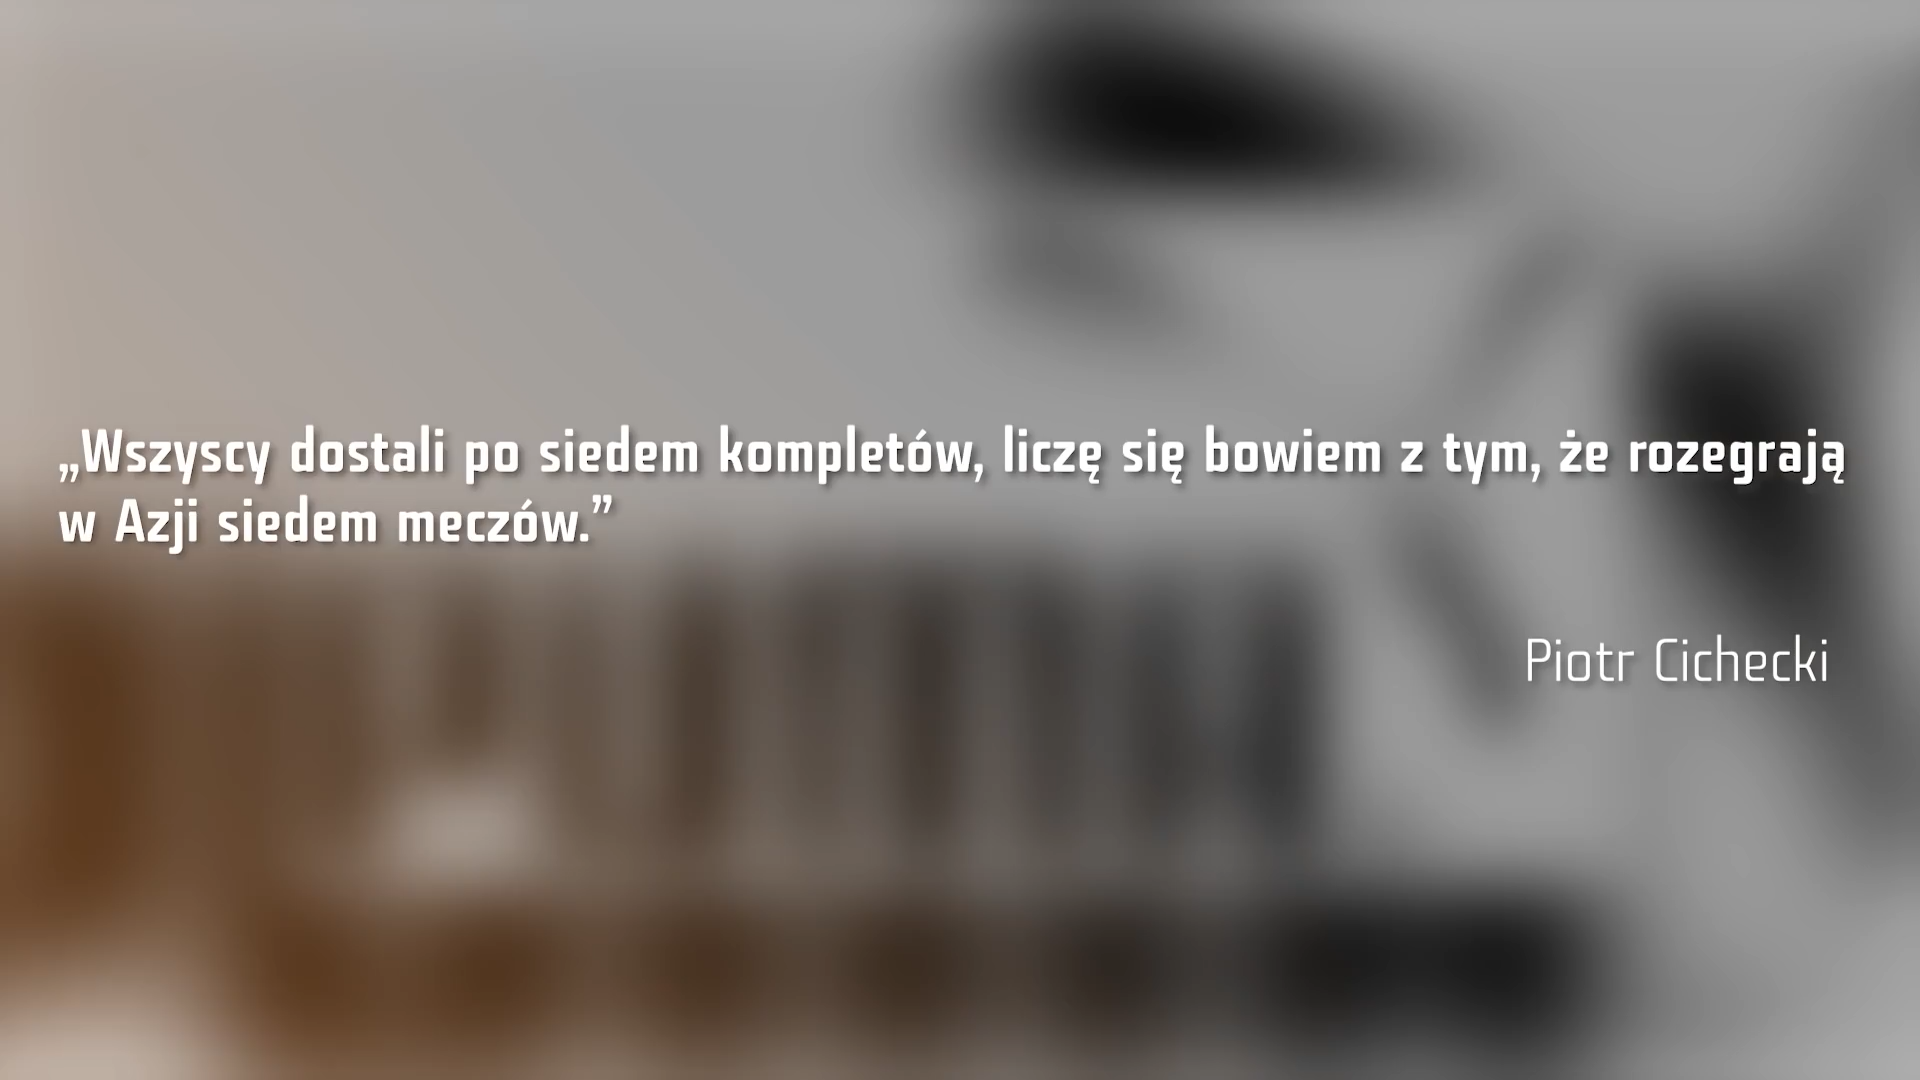 „Wszyscy dostali po siedem kompletów, liczę się bowiem z tym, że rozegrają
w Azji siedem meczów.”
Piotr Cichecki